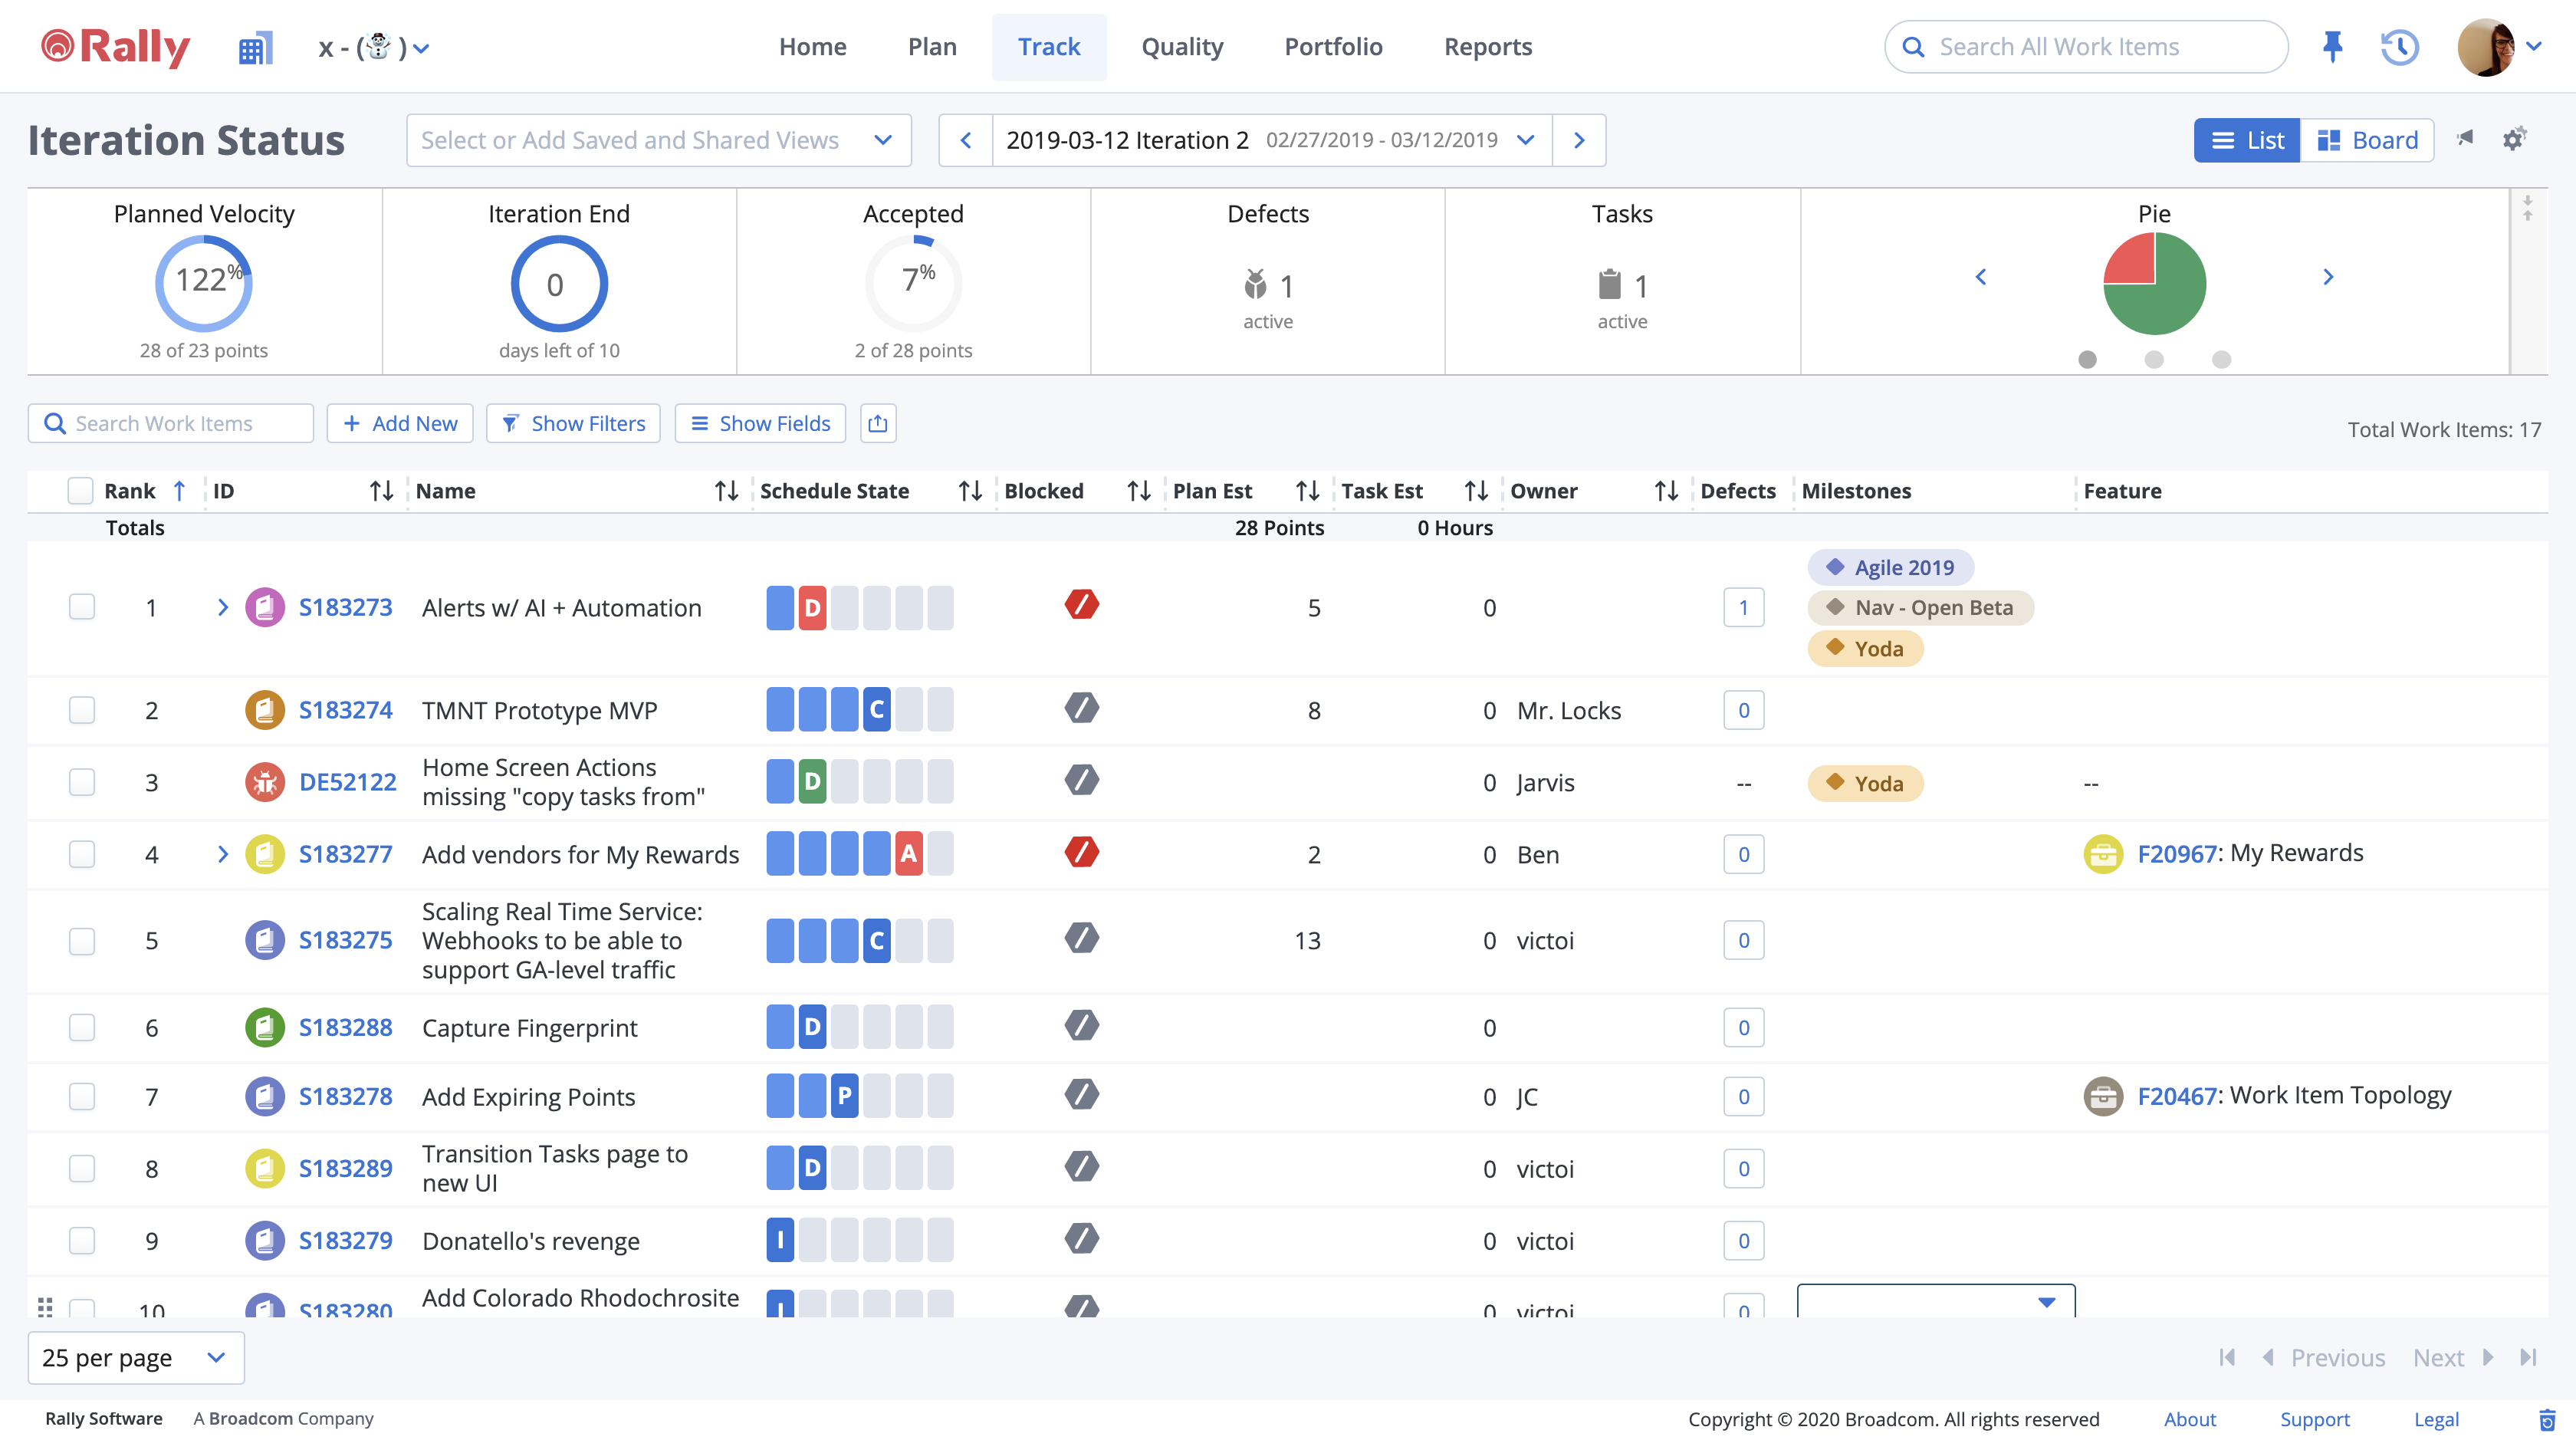 Rally x - (☃ ) Home Plan Track Quality Portfolio Reports Search All Work Items
Iteration Status Select or Add Saved and Shared Views 2019-03-12 Iteration 2 02/27/2019 - 03/12/2019 List Board
Planned Velocity Iteration End Accepted Defects Tasks Pie
122% 0 7% 1 1
active active
28 of 23 points days left of 10 2 of 28 points
Search Work Items Add New Show Filters Show Fields Total Work Items: 17
Rank ID Name Schedule State Blocked Plan Est Task Est Owner Defects Milestones Feature
Totals 28 Points 0 Hours
1 S183273 Alerts w/ AI + Automation D 5 0 1 Agile 2019
Nav - Open Beta
Yoda
2 S183274 TMNT Prototype MVP C 8 0 Mr. Locks 0
3 DE52122 Home Screen Actions
missing "copy tasks from" D 0 Jarvis -- Yoda --
4 S183277 Add vendors for My Rewards A 2 0 Ben 0 F20967: My Rewards
5 S183275 Scaling Real Time Service:
Webhooks to be able to
support GA-level traffic C 13 0 victoi 0
6 S183288 Capture Fingerprint D 0 0
7 S183278 Add Expiring Points P 0 JC 0 F20467: Work Item Topology
8 S183289 Transition Tasks page to
new UI D 0 victoi 0
9 S183279 Donatello's revenge I 0 victoi 0
10 S183280 Add Colorado Rhodochrosite I 0 victoi 0
25 per page Previous Next
Rally Software A Broadcom Company Copyright © 2020 Broadcom. All rights reserved About Support Legal